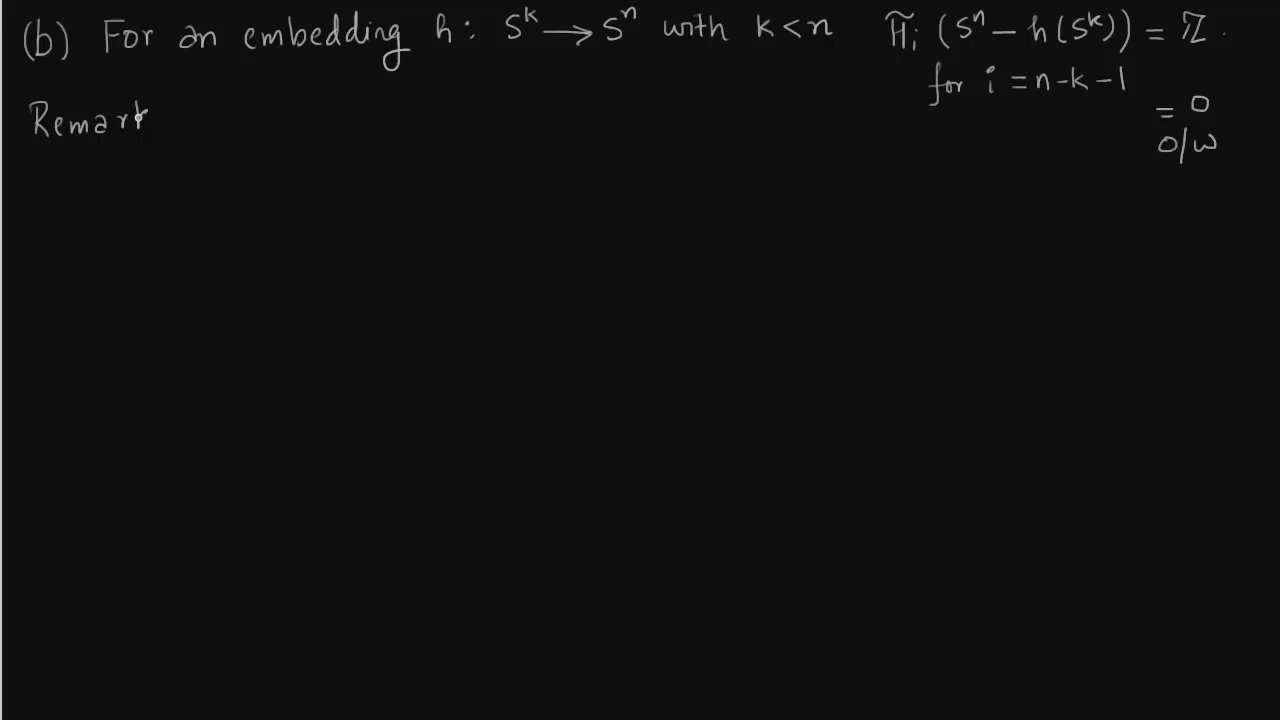 (b) For an embedding h: S^k ⟶ S^n with k < n H̃_i (S^n − h(S^k)) = ℤ.
for i = n-k-1
= 0
o/w
Remark